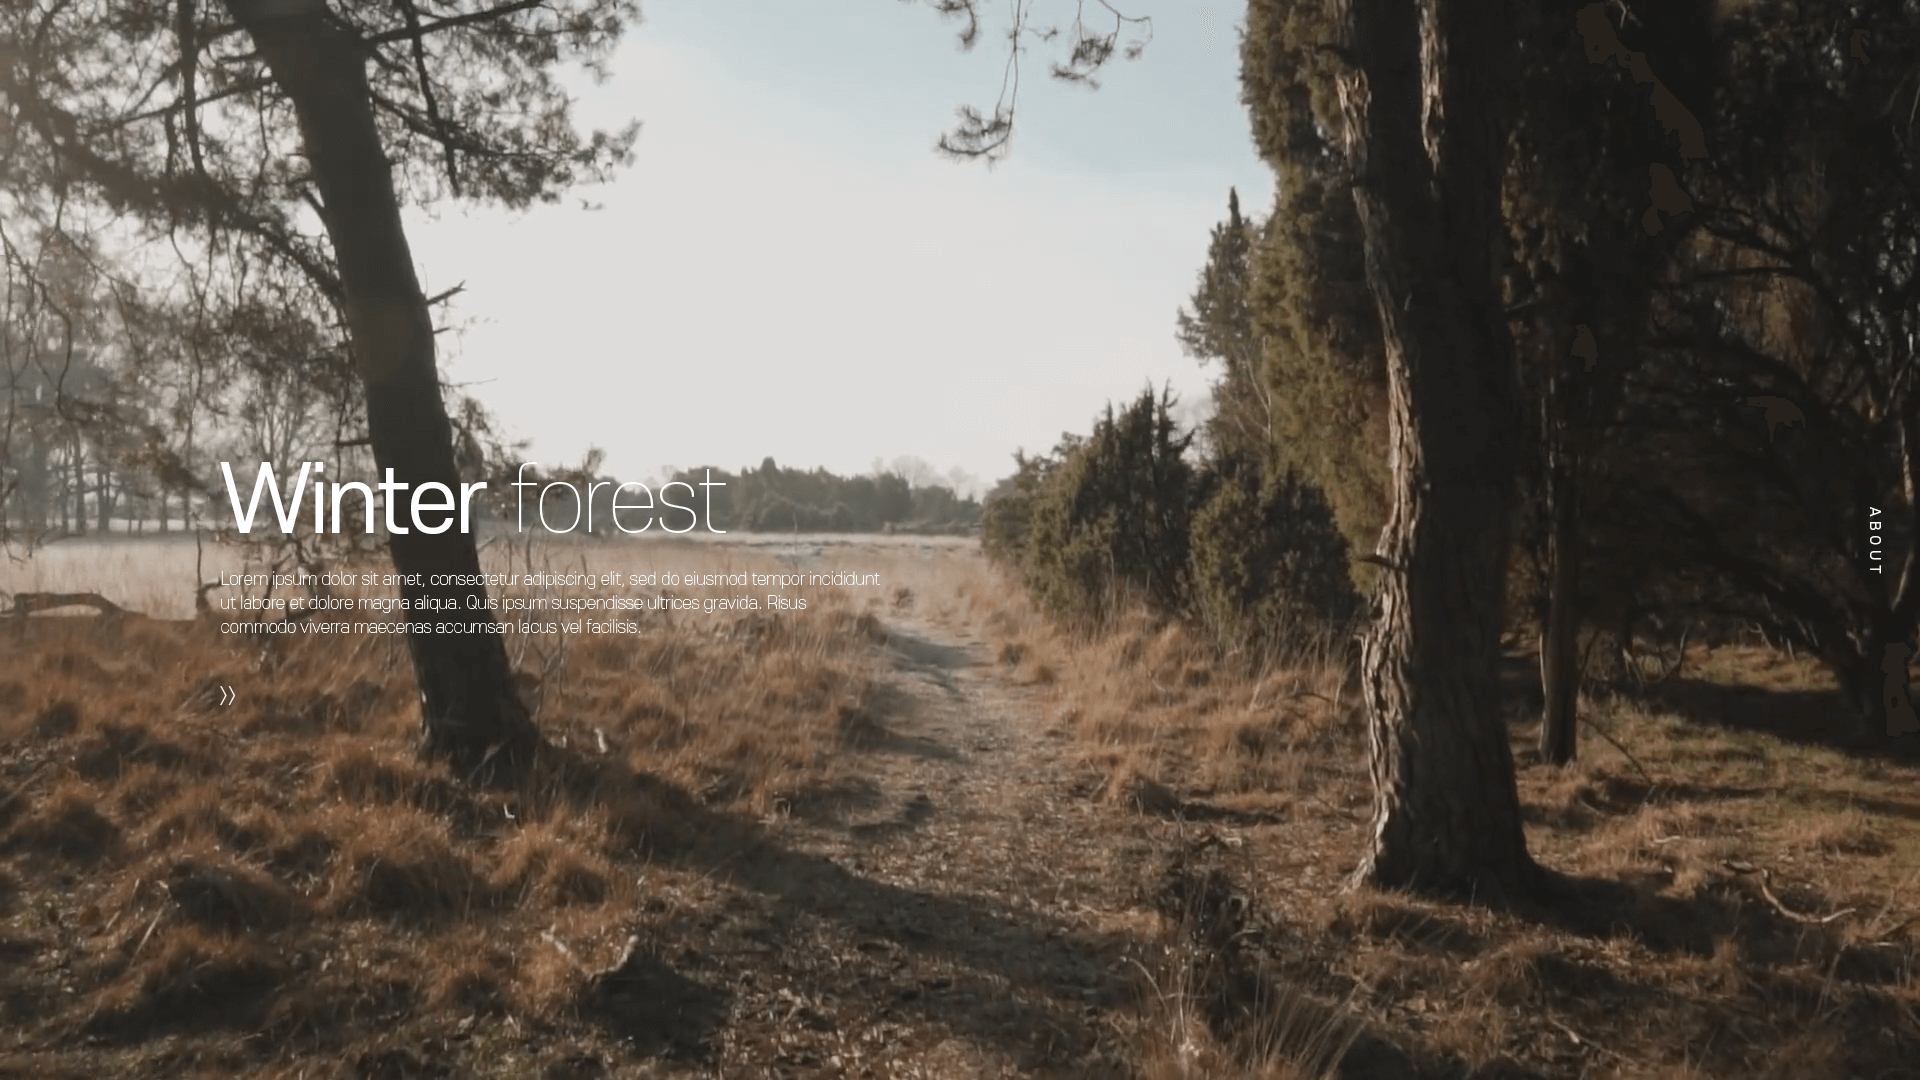 Winter forest
Lorem ipsum dolor sit amet, consectetur adipiscing elit, sed do eiusmod tempor incididunt
ut labore et dolore magna aliqua. Quis ipsum suspendisse ultrices gravida. Risus
commodo viverra maecenas accumsan lacus vel facilisis.
ABOUT